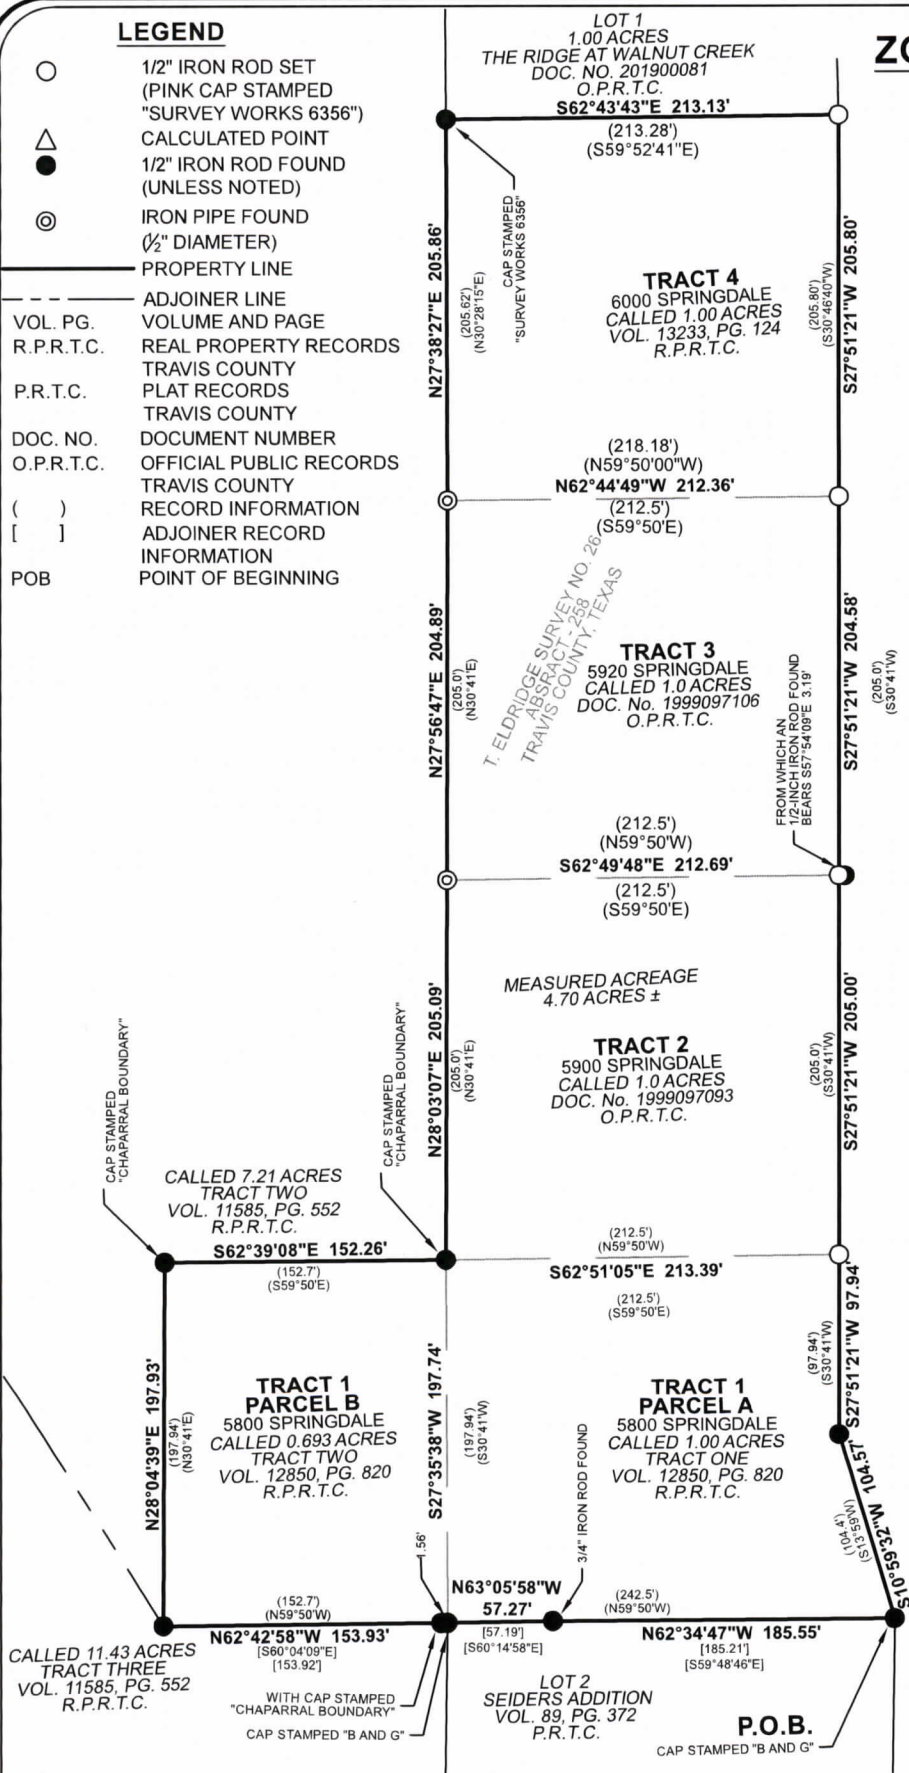 LEGEND
1/2" IRON ROD SET
(PINK CAP STAMPED
"SURVEY WORKS 6356")
CALCULATED POINT
1/2" IRON ROD FOUND
(UNLESS NOTED)
IRON PIPE FOUND
(½" DIAMETER)
PROPERTY LINE
ADJOINER LINE
VOL. PG. VOLUME AND PAGE
R.P.R.T.C. REAL PROPERTY RECORDS
TRAVIS COUNTY
P.R.T.C. PLAT RECORDS
TRAVIS COUNTY
DOC. NO. DOCUMENT NUMBER
O.P.R.T.C. OFFICIAL PUBLIC RECORDS
TRAVIS COUNTY
( ) RECORD INFORMATION
[ ] ADJOINER RECORD
INFORMATION
POB POINT OF BEGINNING
LOT 1
1.00 ACRES
THE RIDGE AT WALNUT CREEK
DOC. NO. 201900081
O.P.R.T.C.
S62°43'43"E 213.13'
(213.28')
(S59°52'41"E)
CAP STAMPED
"SURVEY WORKS 6356"
N27°38'27"E 205.86'
(205.62')
(N30°28'15"E)
TRACT 4
6000 SPRINGDALE
CALLED 1.00 ACRES
VOL. 13233, PG. 124
R.P.R.T.C.
(205.80')
(S30°46'40"W)
S27°51'21"W 205.80'
(218.18')
(N59°50'00"W)
N62°44'49"W 212.36'
(212.5')
(S59°50'E)
T. ELDRIDGE SURVEY NO. 26
ABSRACT - 258
TRAVIS COUNTY, TEXAS
N27°56'47"E 204.89'
(205.0')
(N30°41'E)
TRACT 3
5920 SPRINGDALE
CALLED 1.0 ACRES
DOC. No. 1999097106
O.P.R.T.C.
FROM WHICH AN
1/2-INCH IRON ROD FOUND
BEARS S57°54'09"E 3.19'
S27°51'21"W 204.58'
(205.0')
(S30°41'W)
(212.5')
(N59°50'W)
S62°49'48"E 212.69'
(212.5')
(S59°50'E)
MEASURED ACREAGE
4.70 ACRES ±
N28°03'07"E 205.09'
(205.0')
(N30°41'E)
TRACT 2
5900 SPRINGDALE
CALLED 1.0 ACRES
DOC. No. 1999097093
O.P.R.T.C.
(205.0')
(S30°41'W)
S27°51'21"W 205.00'
CAP STAMPED
"CHAPARRAL BOUNDARY"
CAP STAMPED
"CHAPARRAL BOUNDARY"
CALLED 7.21 ACRES
TRACT TWO
VOL. 11585, PG. 552
R.P.R.T.C.
S62°39'08"E 152.26'
(152.7')
(S59°50'E)
(212.5')
(N59°50'W)
S62°51'05"E 213.39'
(212.5')
(S59°50'E)
N28°04'39"E 197.93'
(197.94')
(N30°41'E)
TRACT 1
PARCEL B
5800 SPRINGDALE
CALLED 0.693 ACRES
TRACT TWO
VOL. 12850, PG. 820
R.P.R.T.C.
S27°35'38"W 197.74'
(197.94')
(S30°41'W)
TRACT 1
PARCEL A
5800 SPRINGDALE
CALLED 1.00 ACRES
TRACT ONE
VOL. 12850, PG. 820
R.P.R.T.C.
(97.94')
(S30°41'W)
S27°51'21"W 97.94'
(104.4')
(S13°59'W)
S10°59'32"W 104.57'
1.56'
3/4" IRON ROD FOUND
(152.7')
(N59°50'W)
N62°42'58"W 153.93'
[S60°04'09"E]
[153.92']
N63°05'58"W
57.27'
[57.19']
[S60°14'58"E]
(242.5')
(N59°50'W)
N62°34'47"W 185.55'
[185.21']
[S59°48'46"E]
CALLED 11.43 ACRES
TRACT THREE
VOL. 11585, PG. 552
R.P.R.T.C.
WITH CAP STAMPED
"CHAPARRAL BOUNDARY"
CAP STAMPED "B AND G"
LOT 2
SEIDERS ADDITION
VOL. 89, PG. 372
P.R.T.C.
P.O.B.
CAP STAMPED "B AND G"